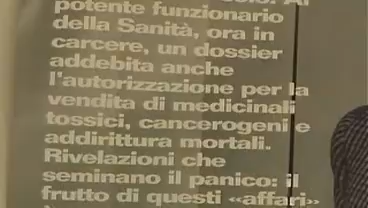 potente funzionario
della Sanità, ora in
carcere, un dossier
addebita anche
l'autorizzazione per la
vendita di medicinali
tossici, cancerogeni e
addirittura mortali.
Rivelazioni che
seminano il panico: il
frutto di questi «affari»